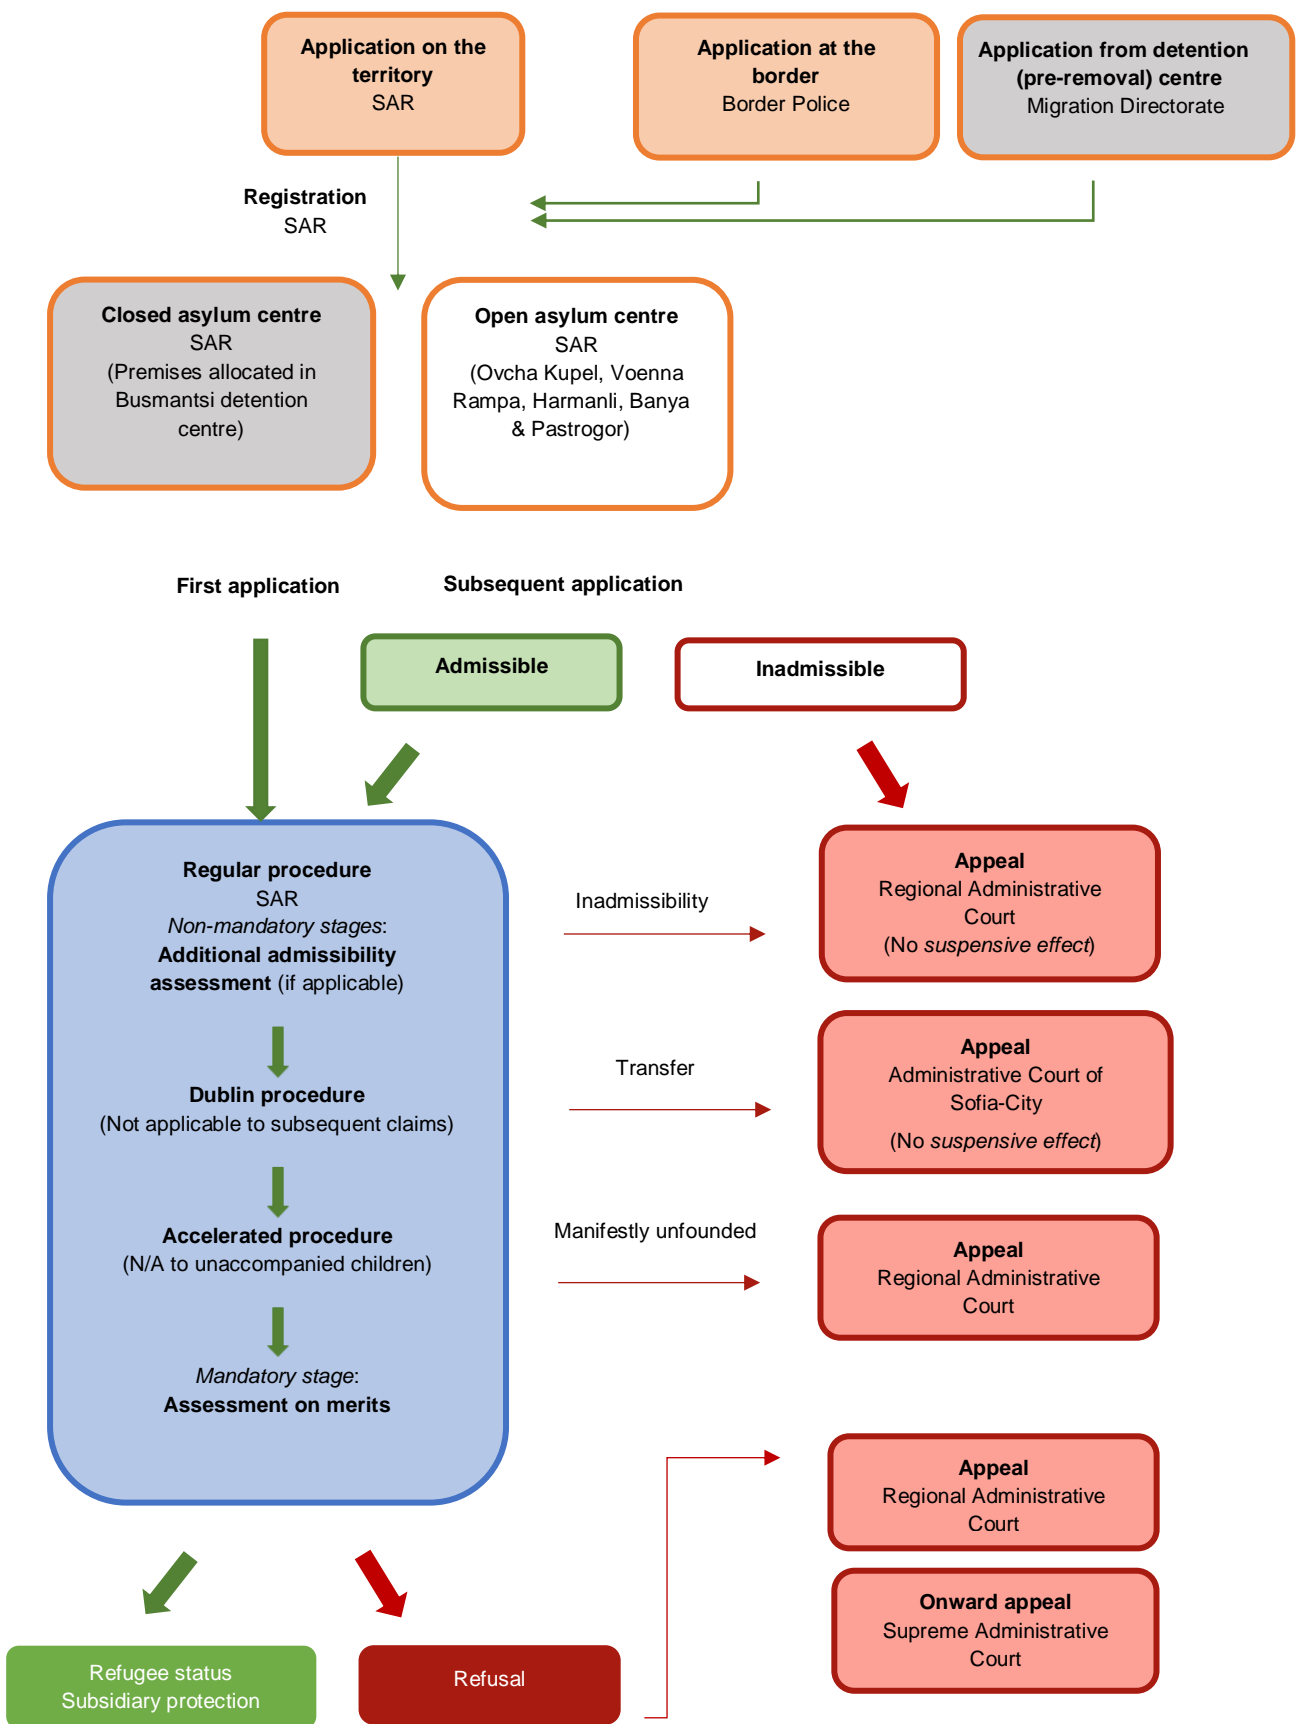 Application on the
territory
SAR
Application at the
border
Border Police
Application from detention
(pre-removal) centre
Migration Directorate
Registration
SAR
Closed asylum centre
SAR
(Premises allocated in
Busmantsi detention
centre)
Open asylum centre
SAR
(Ovcha Kupel, Voenna
Rampa, Harmanli, Banya
& Pastrogor)
First application
Subsequent application
Admissible
Inadmissible
Regular procedure
SAR
Non-mandatory stages:
Additional admissibility
assessment (if applicable)
Dublin procedure
(Not applicable to subsequent claims)
Accelerated procedure
(N/A to unaccompanied children)
Mandatory stage:
Assessment on merits
Inadmissibility
Appeal
Regional Administrative
Court
(No suspensive effect)
Transfer
Appeal
Administrative Court of
Sofia-City
(No suspensive effect)
Manifestly unfounded
Appeal
Regional Administrative
Court
Appeal
Regional Administrative
Court
Onward appeal
Supreme Administrative
Court
Refugee status
Subsidiary protection
Refusal